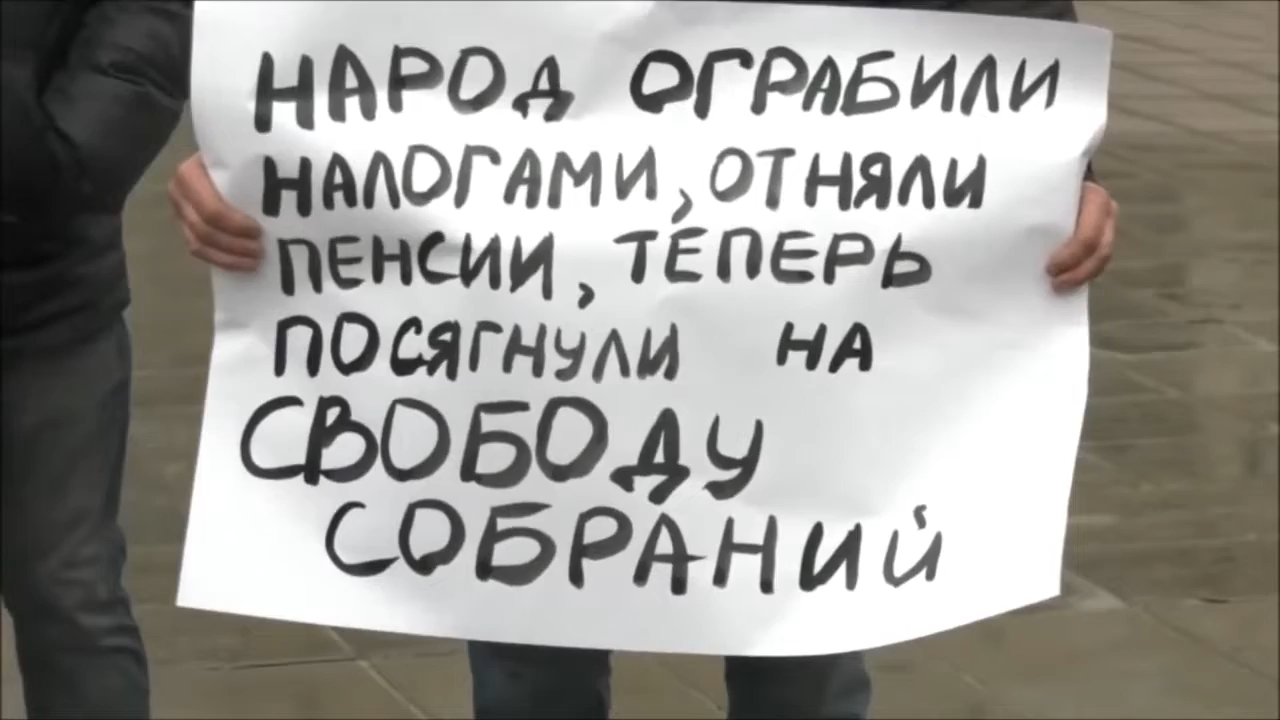 НАРОД ОГРАБИЛИ
НАЛОГАМИ, ОТНЯЛИ
ПЕНСИИ, ТЕПЕРЬ
ПОСЯГНУЛИ НА
СВОБОДУ
СОБРАНИЙ